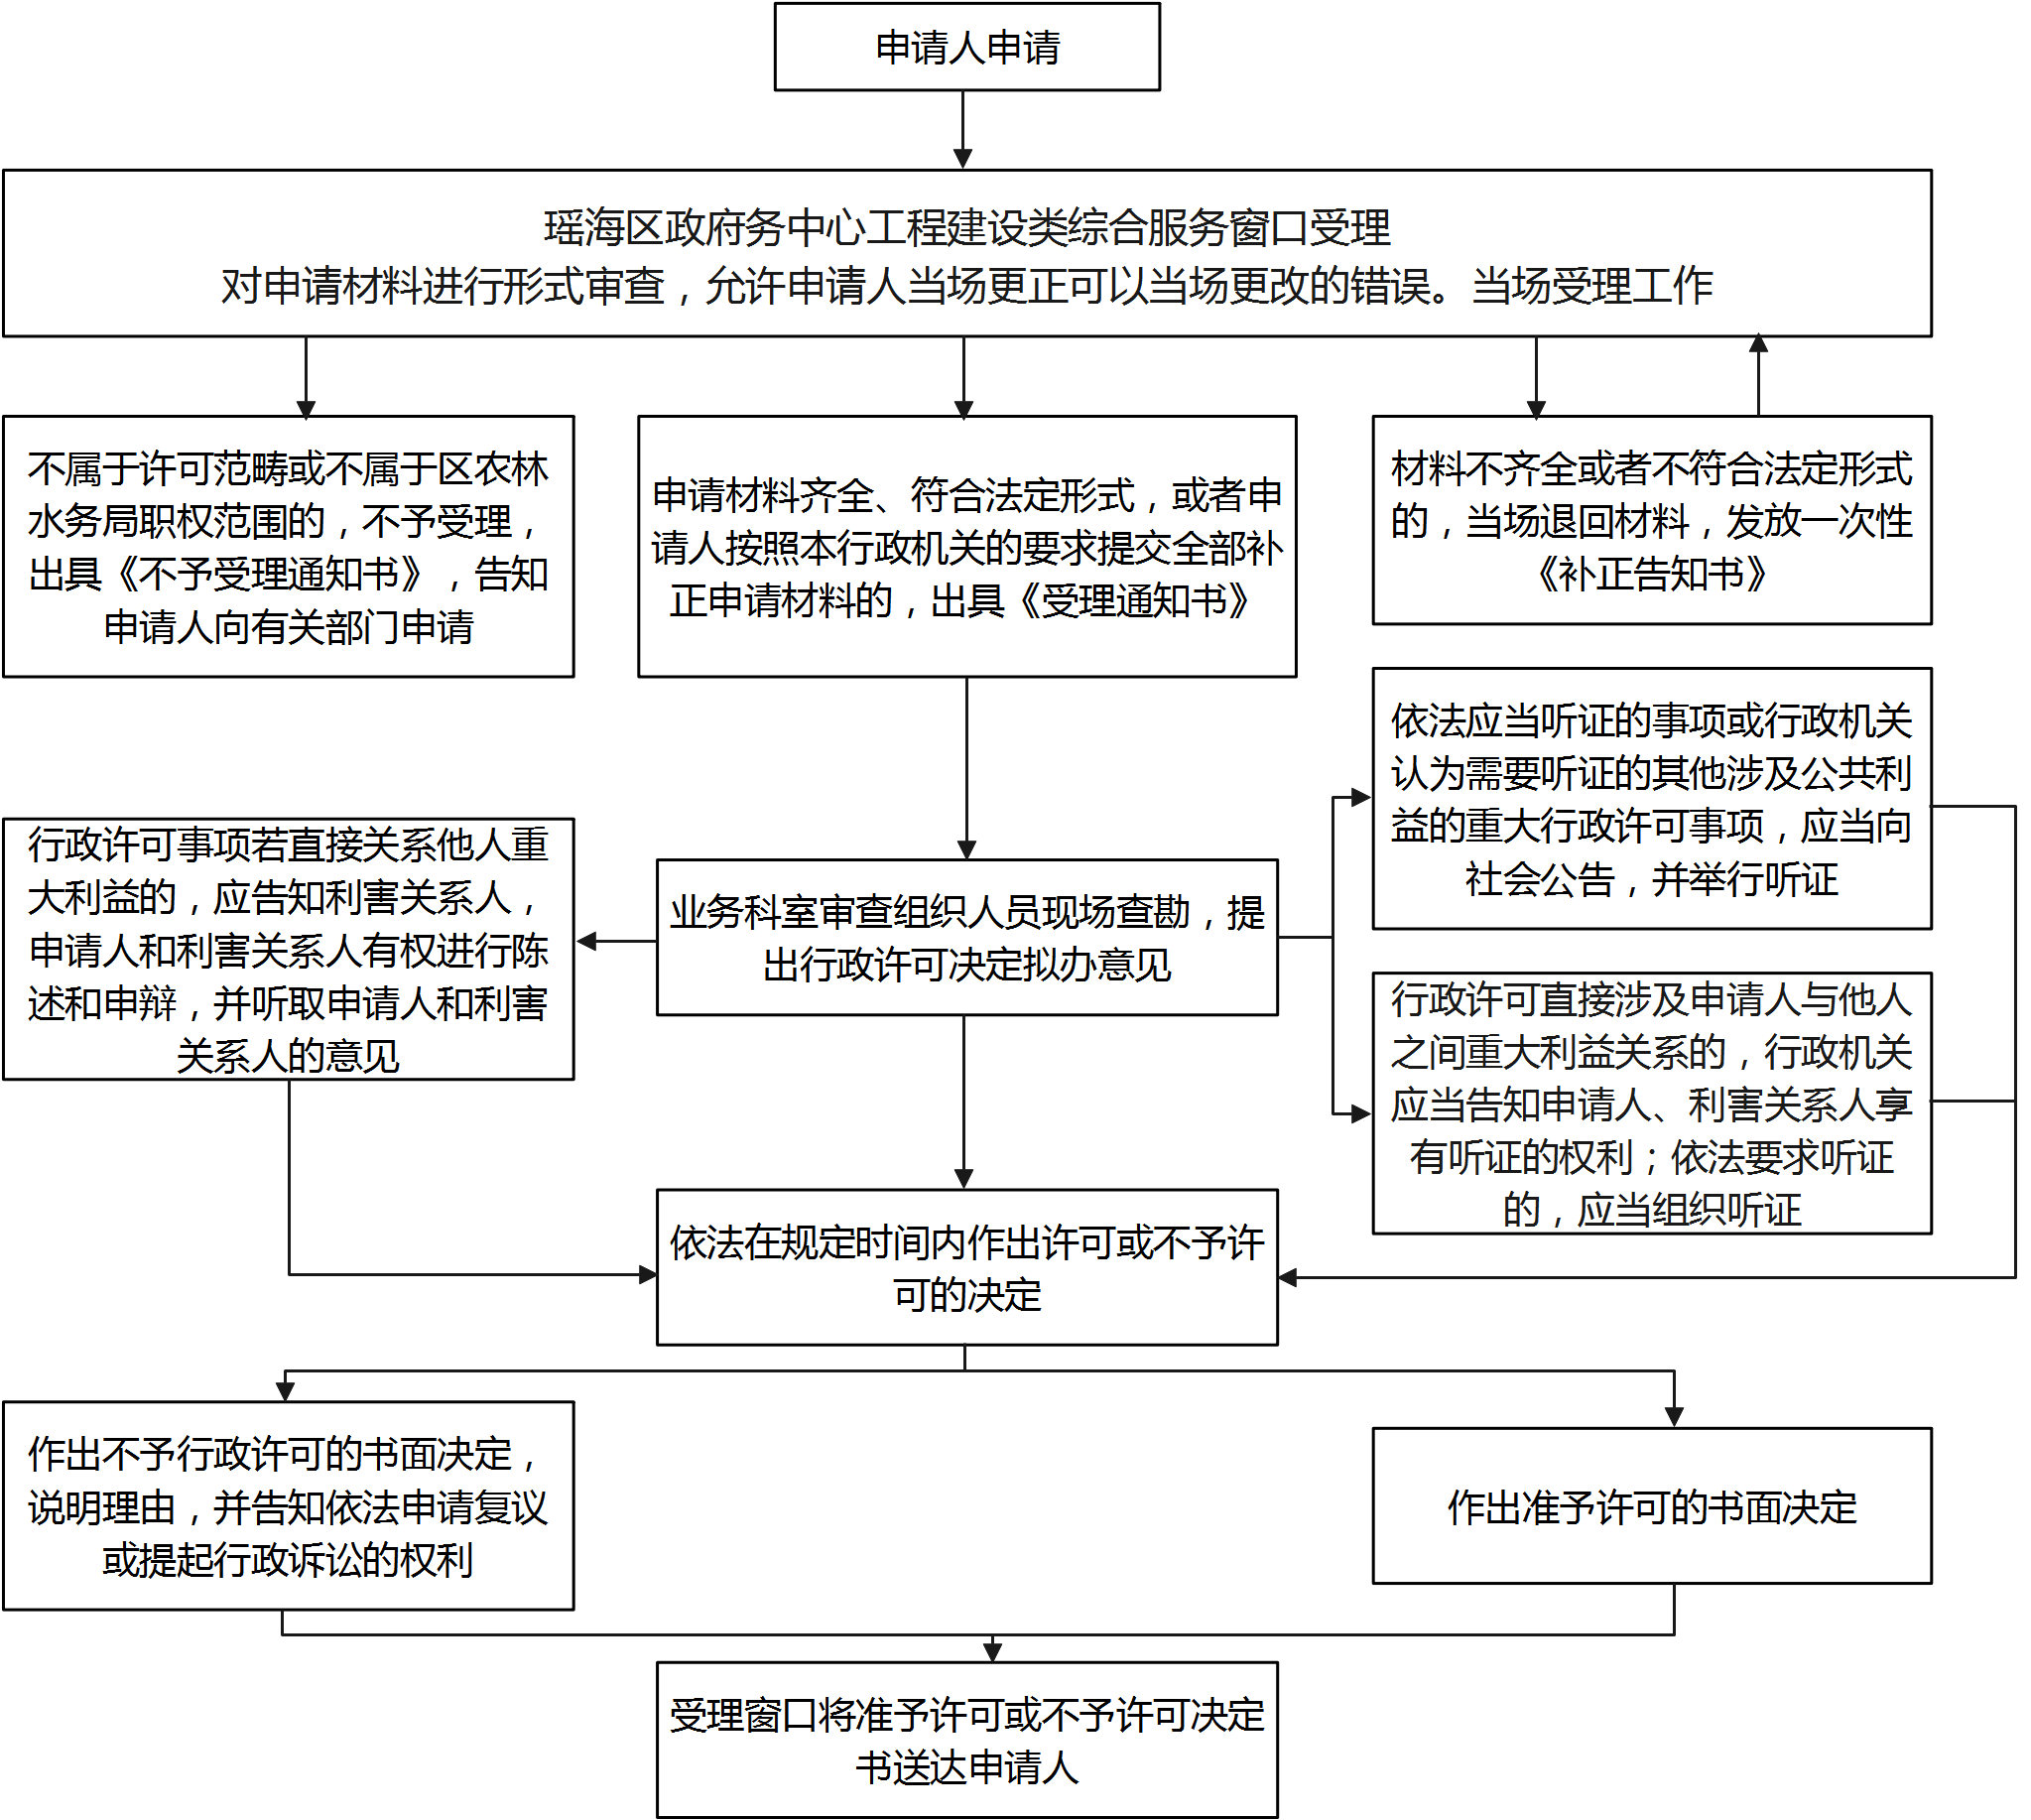 申请人申请
瑶海区政府务中心工程建设类综合服务窗口受理
对申请材料进行形式审查，允许申请人当场更正可以当场更改的错误。当场受理工作
不属于许可范畴或不属于区农林
水务局职权范围的，不予受理，
出具《不予受理通知书》，告知
申请人向有关部门申请
申请材料齐全、符合法定形式，或者申
请人按照本行政机关的要求提交全部补
正申请材料的，出具《受理通知书》
材料不齐全或者不符合法定形式
的，当场退回材料，发放一次性
《补正告知书》
依法应当听证的事项或行政机关
认为需要听证的其他涉及公共利
益的重大行政许可事项，应当向
社会公告，并举行听证
行政许可事项若直接关系他人重
大利益的，应告知利害关系人，
申请人和利害关系人有权进行陈
述和申辩，并听取申请人和利害
关系人的意见
业务科室审查组织人员现场查勘，提
出行政许可决定拟办意见
行政许可直接涉及申请人与他人
之间重大利益关系的，行政机关
应当告知申请人、利害关系人享
有听证的权利；依法要求听证
的，应当组织听证
依法在规定时间内作出许可或不予许
可的决定
作出不予行政许可的书面决定，
说明理由，并告知依法申请复议
或提起行政诉讼的权利
作出准予许可的书面决定
受理窗口将准予许可或不予许可决定
书送达申请人